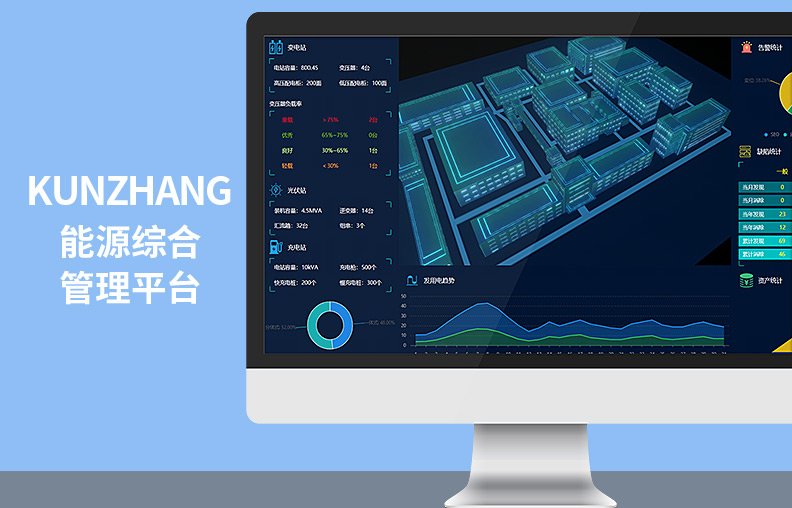 KUNZHANG
能源综合
管理平台
变电站
电站容量: 800.45 变压器: 4台
高压配电柜: 200面 低压配电柜: 100面
变压器负载率
重载 >75% 2台
优秀 65%~75% 0台
良好 30%~65% 1台
轻载 <30% 1台
光伏站
装机容量: 4.5MVA 逆变器: 14台
汇流箱: 32台 组串: 3个
充电站
电站容量: 10kVA 充电枪: 500个
快充电桩: 200个 慢充电桩: 300个
发用电趋势
50
40
30
20
10
0
告警统计
缺陷统计
一般
当月发现 0
当月消除 0
当年发现 23
当年消除 12
累计发现 69
累计消除 46
资产统计